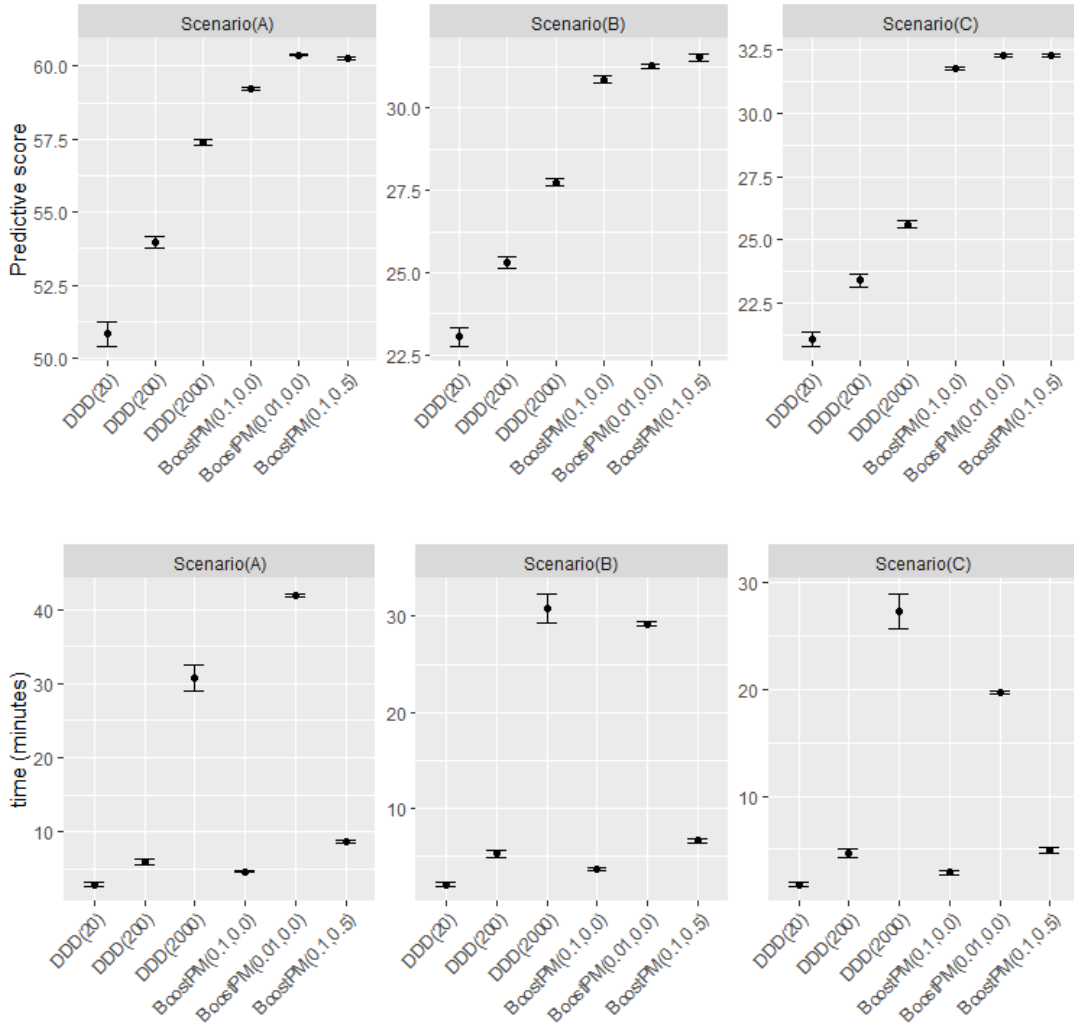 Scenario(A)
Scenario(B)
Scenario(C)
Predictive score
60.0
57.5
55.0
52.5
50.0
30.0
27.5
25.0
22.5
32.5
30.0
27.5
25.0
22.5
DDD(20)
DDD(200)
DDD(2000)
BoostPM(0.1,0.0)
BoostPM(0.01,0.0)
BoostPM(0.1,0.5)
DDD(20)
DDD(200)
DDD(2000)
BoostPM(0.1,0.0)
BoostPM(0.01,0.0)
BoostPM(0.1,0.5)
DDD(20)
DDD(200)
DDD(2000)
BoostPM(0.1,0.0)
BoostPM(0.01,0.0)
BoostPM(0.1,0.5)
Scenario(A)
Scenario(B)
Scenario(C)
time (minutes)
40
30
20
10
30
20
10
30
20
10
DDD(20)
DDD(200)
DDD(2000)
BoostPM(0.1,0.0)
BoostPM(0.01,0.0)
BoostPM(0.1,0.5)
DDD(20)
DDD(200)
DDD(2000)
BoostPM(0.1,0.0)
BoostPM(0.01,0.0)
BoostPM(0.1,0.5)
DDD(20)
DDD(200)
DDD(2000)
BoostPM(0.1,0.0)
BoostPM(0.01,0.0)
BoostPM(0.1,0.5)